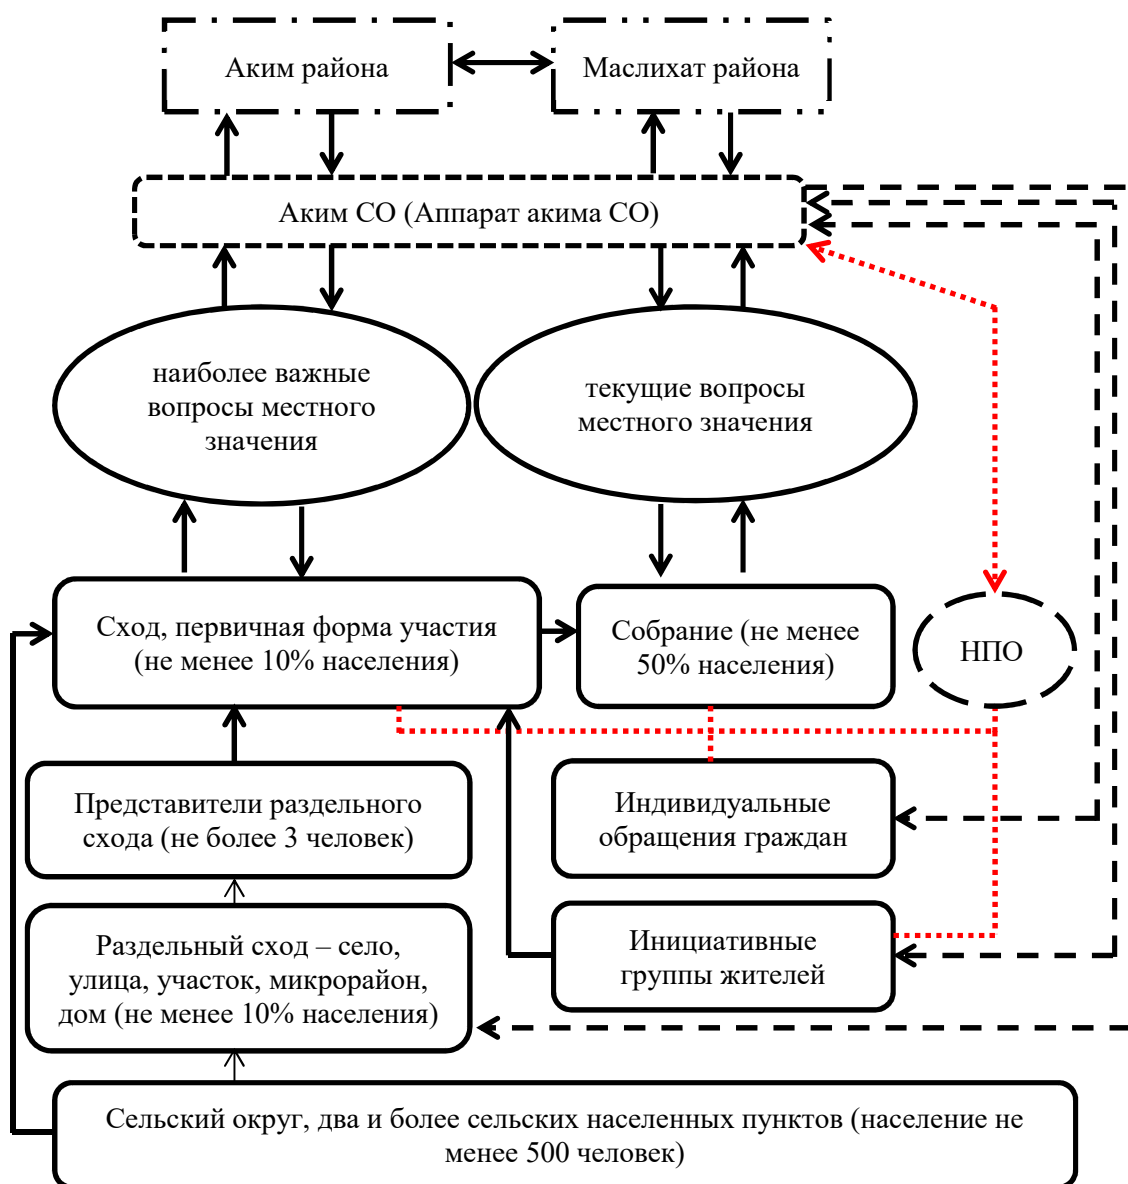 Аким района
Маслихат района
Аким СО (Аппарат акима СО)
наиболее важные
вопросы местного
значения
текущие вопросы
местного значения
Сход, первичная форма участия
(не менее 10% населения)
Собрание (не менее
50% населения)
НПО
Представители раздельного
схода (не более 3 человек)
Индивидуальные
обращения граждан
Раздельный сход – село,
улица, участок, микрорайон,
дом (не менее 10% населения)
Инициативные
группы жителей
Сельский округ, два и более сельских населенных пунктов (население не
менее 500 человек)